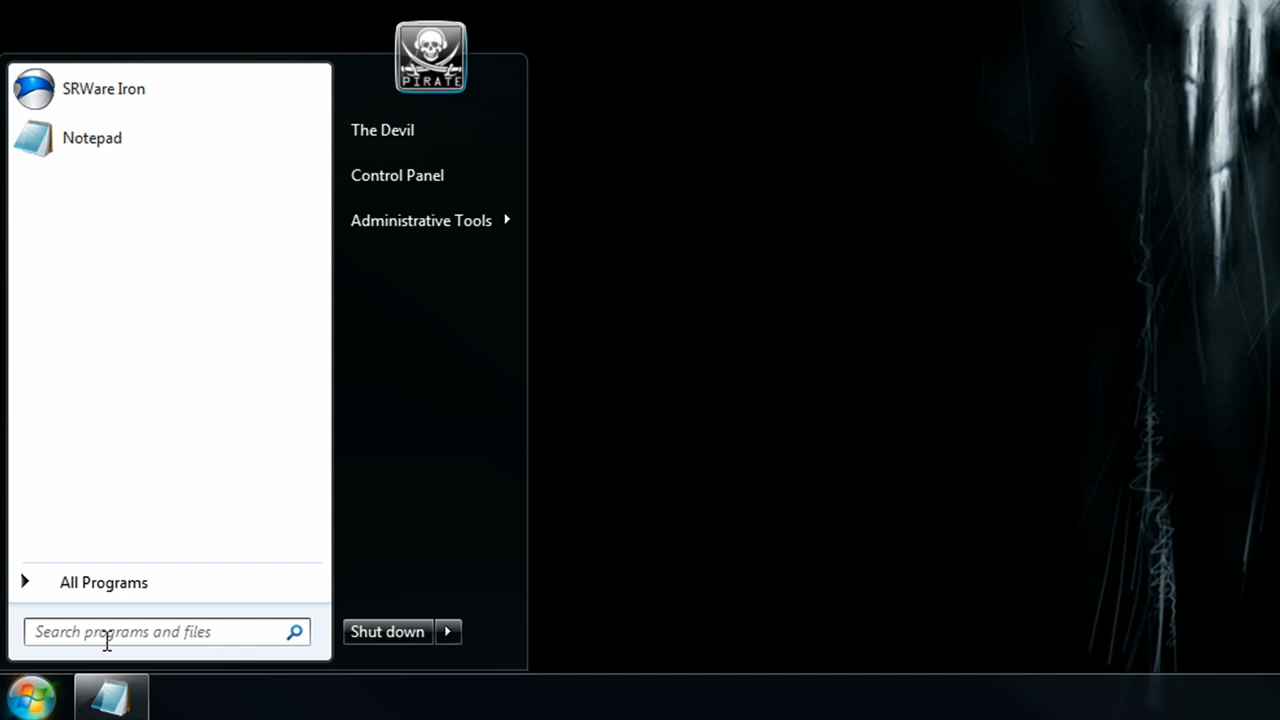 PIRATE
SRWare Iron
Notepad
The Devil
Control Panel
Administrative Tools
All Programs
Search programs and files
Shut down